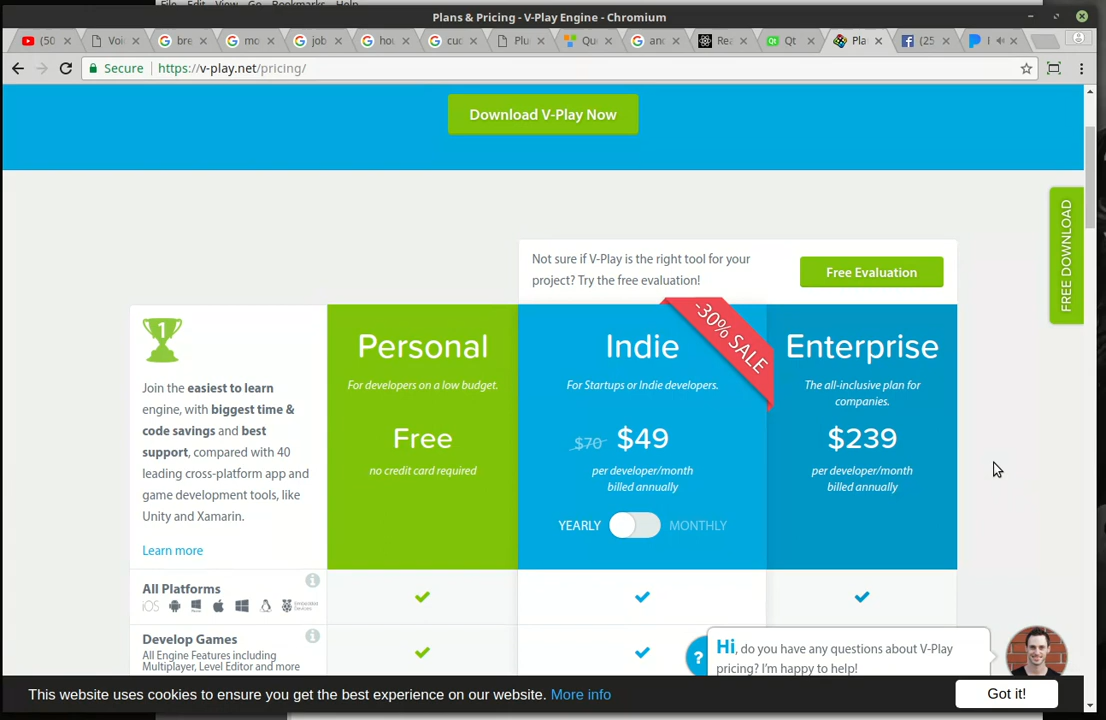 File Edit View Go Bookmarks Help
Plans & Pricing - V-Play Engine - Chromium
(50
Voi
bre
mo
job
hou
cuc
Plu
Qu
and
Rea
Qt
Pla
(25
Secure
https://v-play.net/pricing/
Download V-Play Now
FREE DOWNLOAD
Not sure if V-Play is the right tool for your
project? Try the free evaluation!
Free Evaluation
1
Join the easiest to learn
engine, with biggest time &
code savings and best
support, compared with 40
leading cross-platform app and
game development tools, like
Unity and Xamarin.
Learn more
Personal
For developers on a low budget.
Free
no credit card required
Indie
-30% SALE
For Startups or Indie developers.
$70 $49
per developer/month
billed annually
YEARLY
MONTHLY
Enterprise
The all-inclusive plan for
companies.
$239
per developer/month
billed annually
All Platforms
iOS
Develop Games
All Engine Features including
Multiplayer, Level Editor and more
?
Hi, do you have any questions about V-Play
pricing? I'm happy to help!
This website uses cookies to ensure you get the best experience on our website. More info
Got it!